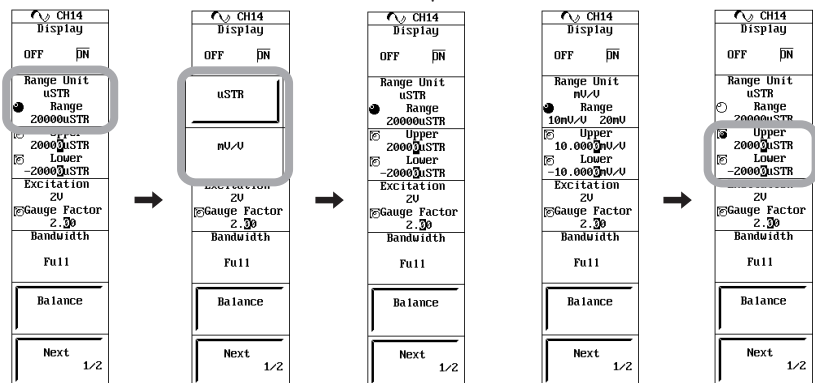 CH14
Display
OFF ON
Range Unit
uSTR
Range
20000uSTR
Upper
20000uSTR
Lower
-20000uSTR
Excitation
2V
Gauge Factor
2.00
Bandwidth
Full
Balance
Next
1/2
CH14
Display
OFF ON
uSTR
mV/V
Excitation
2V
Gauge Factor
2.00
Bandwidth
Full
Balance
Next
1/2
CH14
Display
OFF ON
Range Unit
uSTR
Range
20000uSTR
Upper
20000uSTR
Lower
-20000uSTR
Excitation
2V
Gauge Factor
2.00
Bandwidth
Full
Balance
Next
1/2
CH14
Display
OFF ON
Range Unit
mV/V
Range
10mV/V 20mV
Upper
10.0000mV/V
Lower
-10.0000mV/V
Excitation
2V
Gauge Factor
2.00
Bandwidth
Full
Balance
Next
1/2
CH14
Display
OFF ON
Range Unit
uSTR
Range
20000uSTR
Upper
20000uSTR
Lower
-20000uSTR
2V
Gauge Factor
2.00
Bandwidth
Full
Balance
Next
1/2